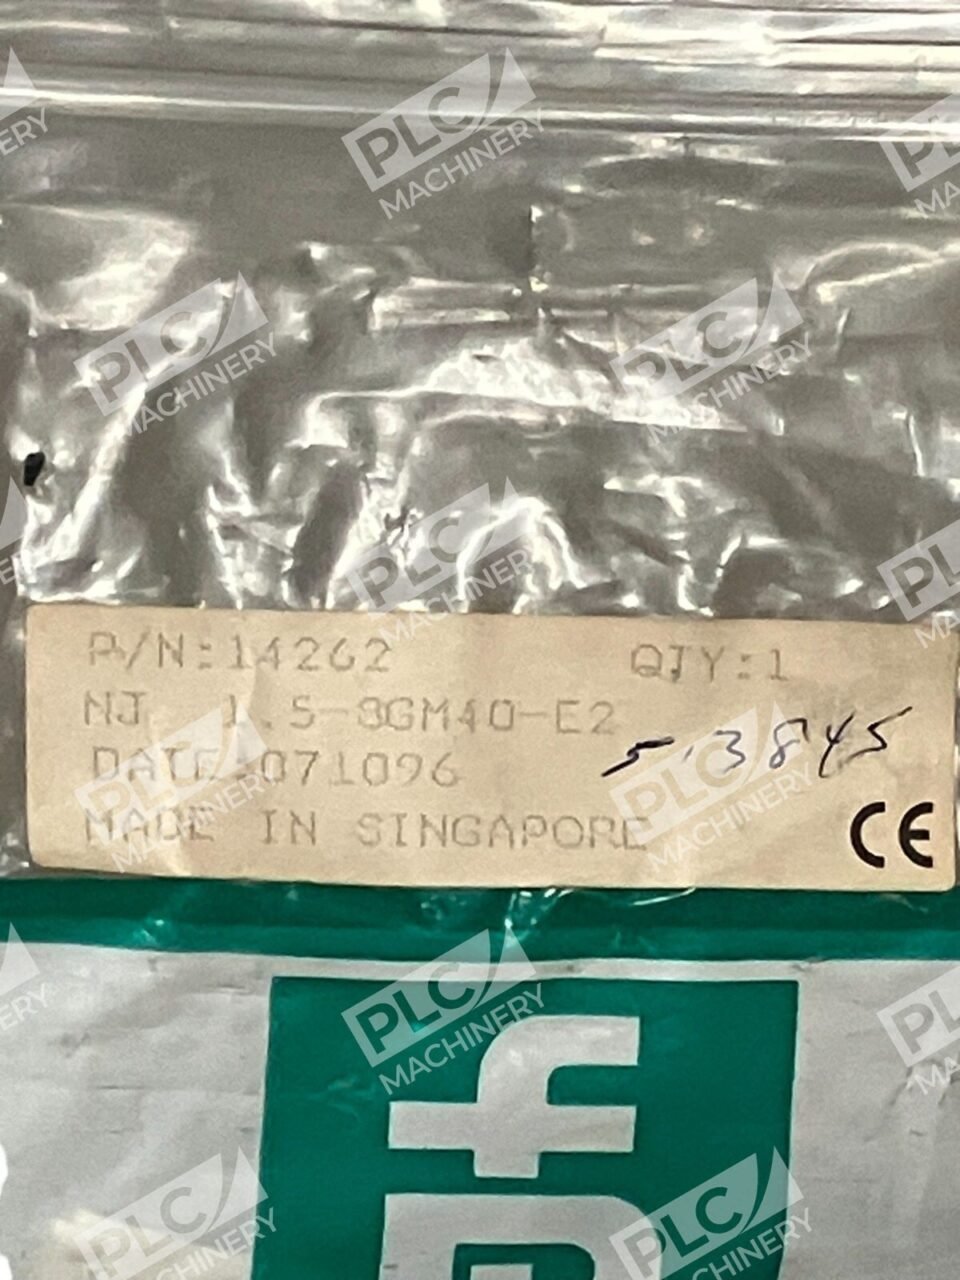 P/N:14262 QTY:1
NJ 1.5-8GM40-E2
DATE:071096
5.3845
MADE IN SINGAPORE
CE
f
PLC MACHINERY